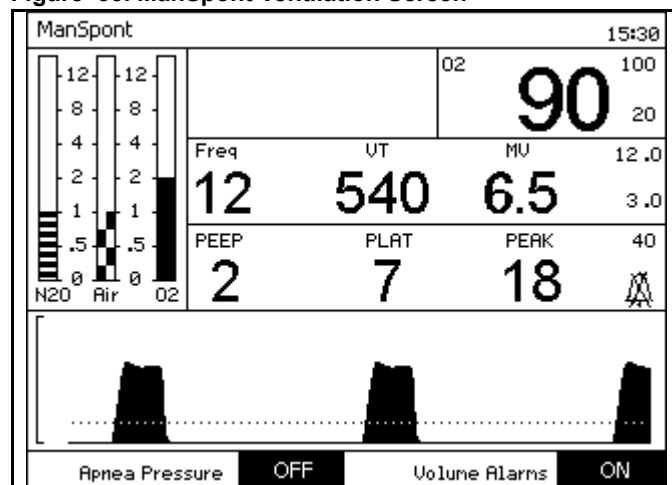 Figure 63: ManSpont Ventilation Screen
ManSpont 15:30
12 12
8 8
4 4
2 2
1 1
.5 .5
0 0
N2O Air O2
O2 90 100
20
Freq VT MV 12.0
12 540 6.5 3.0
PEEP PLAT PEAK 40
2 7 18
Apnea Pressure OFF Volume Alarms ON